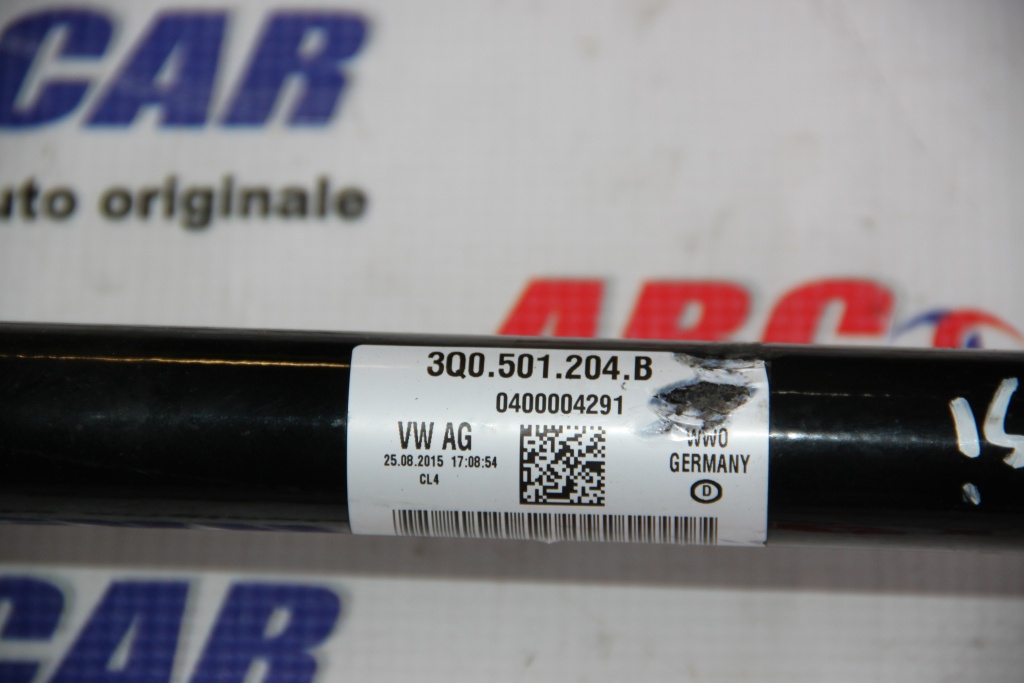 CAR
uto originale
ARC
3Q0.501.204.B
0400004291
VW AG
25.08.2015 17:08:54
CL4
WWO
GERMANY
D
CAR